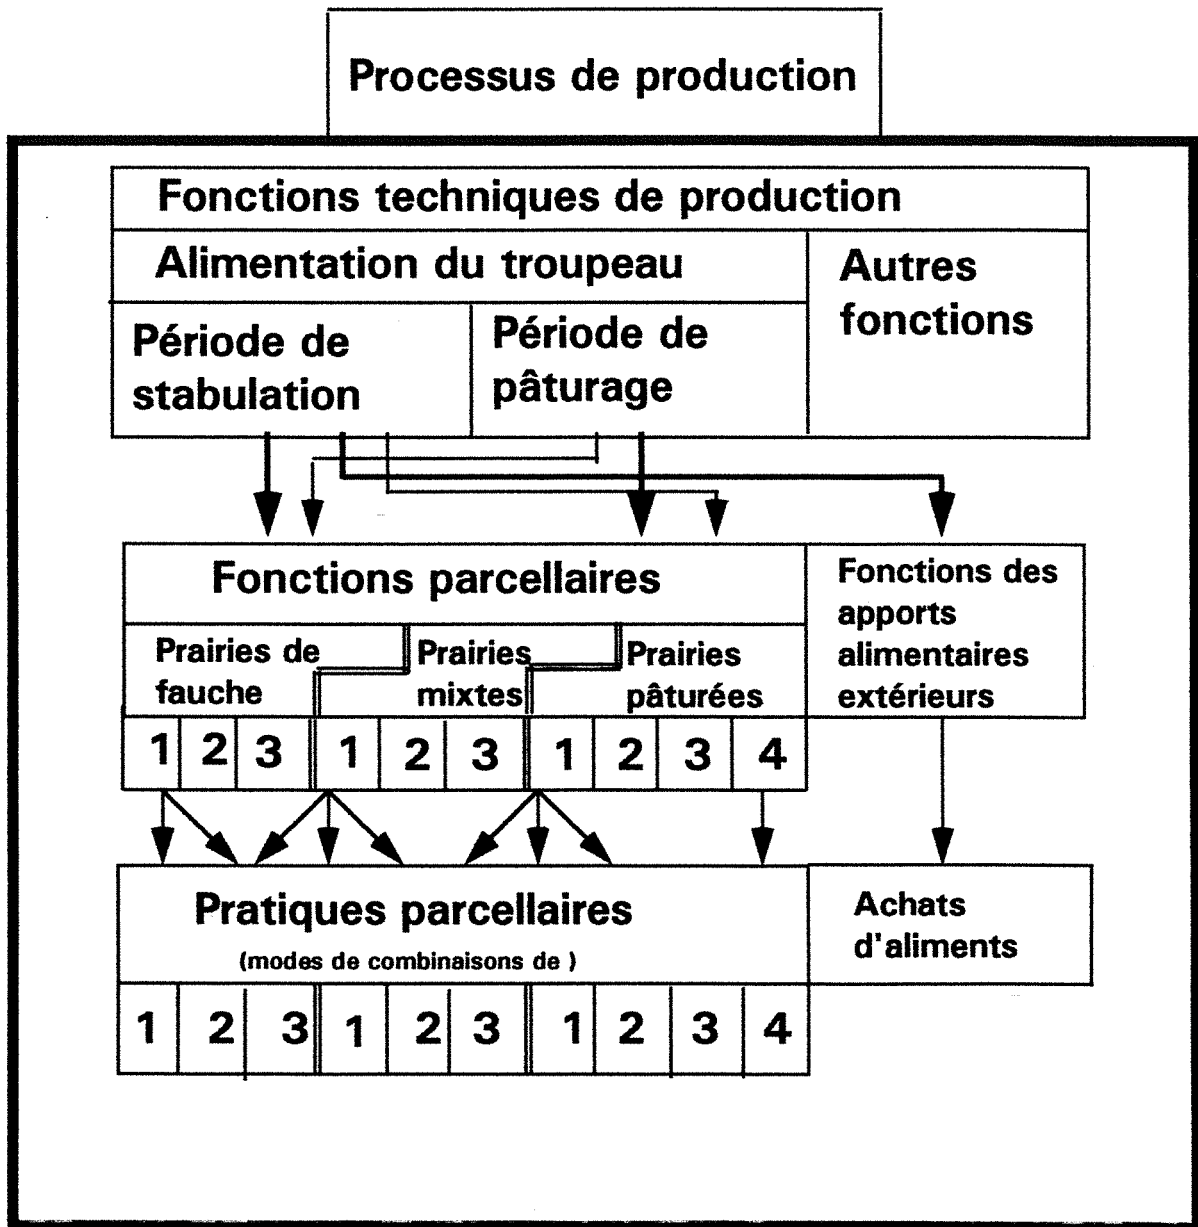 Processus de production
Fonctions techniques de production
Alimentation du troupeau
Autres
fonctions
Période de
stabulation
Période de
pâturage
Fonctions parcellaires
Fonctions des
apports
alimentaires
extérieurs
Prairies de
fauche
Prairies
mixtes
Prairies
pâturées
1 2 3 1 2 3 1 2 3 4
Pratiques parcellaires
(modes de combinaisons de )
Achats
d'aliments
1 2 3 1 2 3 1 2 3 4